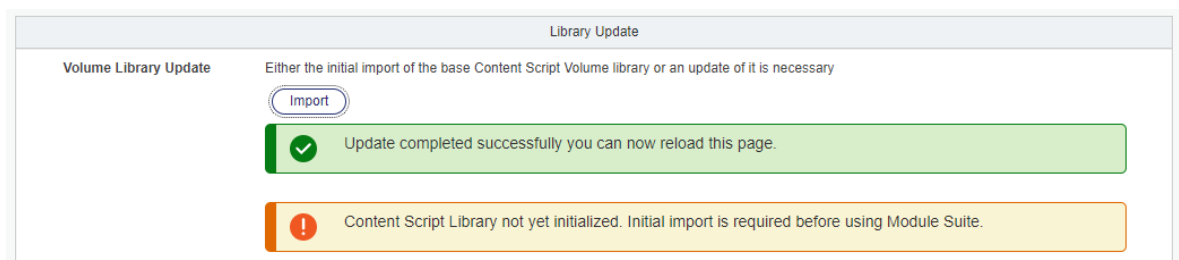 Library Update
Volume Library Update
Either the initial import of the base Content Script Volume library or an update of it is necessary
Import
Update completed successfully you can now reload this page.
Content Script Library not yet initialized. Initial import is required before using Module Suite.